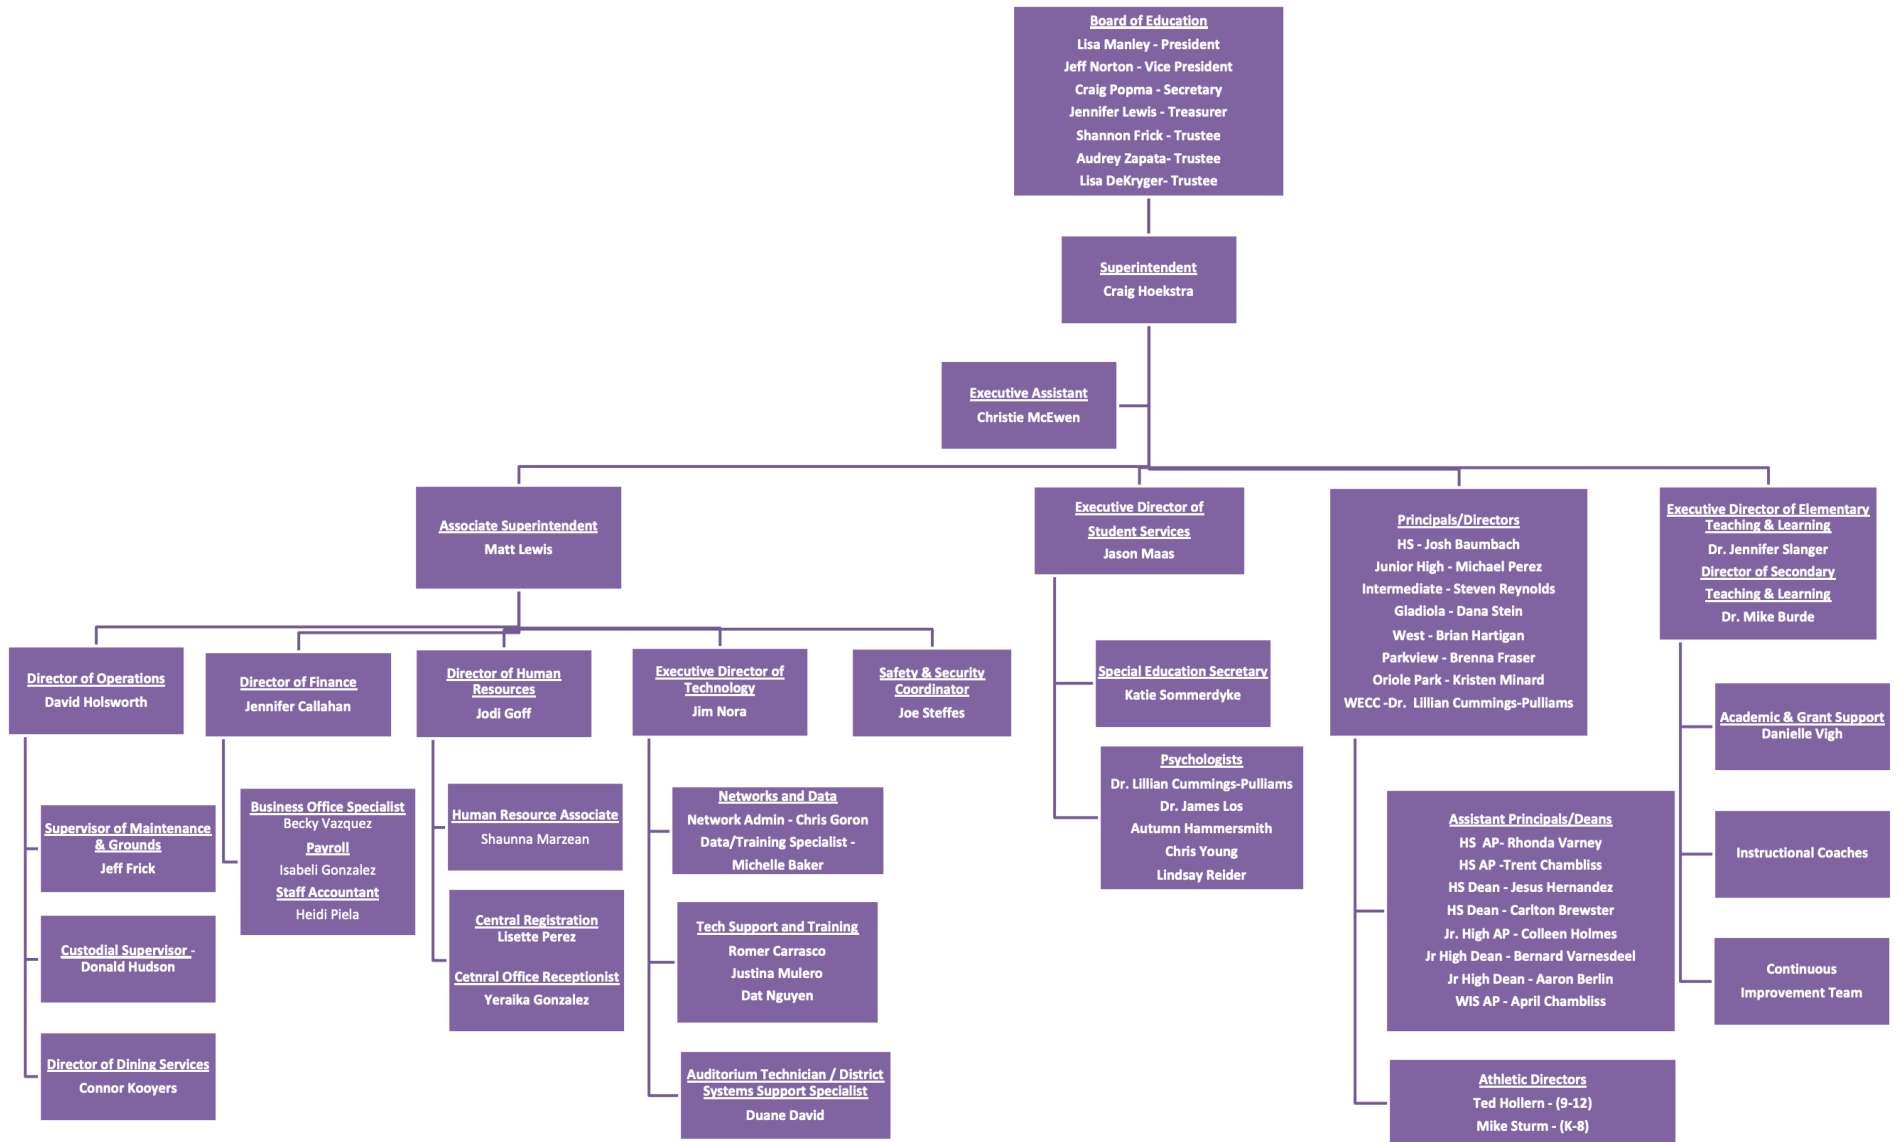 Board of Education
Lisa Manley - President
Jeff Norton - Vice President
Craig Popma - Secretary
Jennifer Lewis - Treasurer
Shannon Frick - Trustee
Audrey Zapata- Trustee
Lisa DeKryger- Trustee
Superintendent
Craig Hoekstra
Executive Assistant
Christie McEwen
Associate Superintendent
Matt Lewis
Executive Director of
Student Services
Jason Maas
Principals/Directors
HS - Josh Baumbach
Junior High - Michael Perez
Intermediate - Steven Reynolds
Gladiola - Dana Stein
West - Brian Hartigan
Parkview - Brenna Fraser
Oriole Park - Kristen Minard
WECC -Dr. Lillian Cummings-Pulliams
Executive Director of Elementary
Teaching & Learning
Dr. Jennifer Slanger
Director of Secondary
Teaching & Learning
Dr. Mike Burde
Director of Operations
David Holsworth
Director of Finance
Jennifer Callahan
Director of Human
Resources
Jodi Goff
Executive Director of
Technology
Jim Nora
Safety & Security
Coordinator
Joe Steffes
Supervisor of Maintenance
& Grounds
Jeff Frick
Custodial Supervisor -
Donald Hudson
Director of Dining Services
Connor Kooyers
Business Office Specialist
Becky Vazquez
Payroll
Isabeli Gonzalez
Staff Accountant
Heidi Piela
Human Resource Associate
Shaunna Marzean
Central Registration
Lisette Perez
Cetnral Office Receptionist
Yeraika Gonzalez
Networks and Data
Network Admin - Chris Goron
Data/Training Specialist -
Michelle Baker
Tech Support and Training
Romer Carrasco
Justina Mulero
Dat Nguyen
Auditorium Technician / District
Systems Support Specialist
Duane David
Special Education Secretary
Katie Sommerdyke
Psychologists
Dr. Lillian Cummings-Pulliams
Dr. James Los
Autumn Hammersmith
Chris Young
Lindsay Reider
Assistant Principals/Deans
HS AP- Rhonda Varney
HS AP -Trent Chambliss
HS Dean - Jesus Hernandez
HS Dean - Carlton Brewster
Jr. High AP - Colleen Holmes
Jr High Dean - Bernard Varnesdeel
Jr High Dean - Aaron Berlin
WIS AP - April Chambliss
Athletic Directors
Ted Hollern - (9-12)
Mike Sturm - (K-8)
Academic & Grant Support
Danielle Vigh
Instructional Coaches
Continuous
Improvement Team